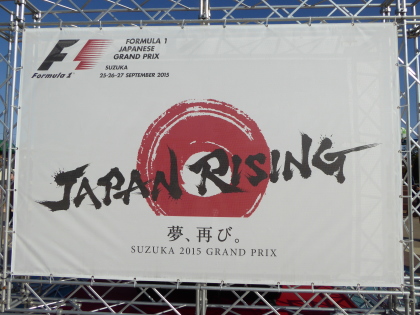 F1
Formula 1
FORMULA 1
JAPANESE
GRAND PRIX
SUZUKA
25-26-27 SEPTEMBER 2015
JAPAN RISING
夢、再び。
SUZUKA 2015 GRAND PRIX